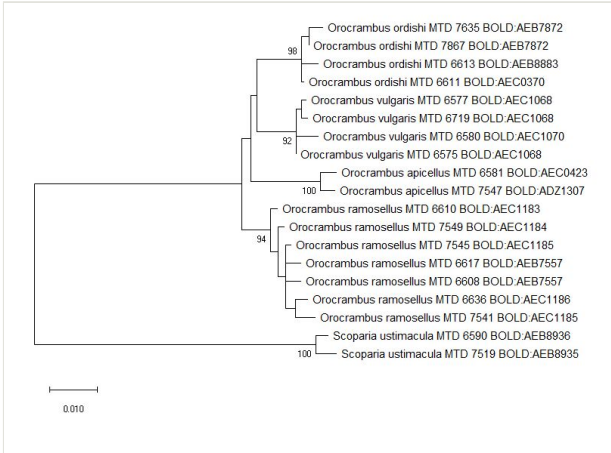 Orocrambus ordishi MTD 7635 BOLD:AEB7872
Orocrambus ordishi MTD 7867 BOLD:AEB7872
98
Orocrambus ordishi MTD 6613 BOLD:AEB8883
Orocrambus ordishi MTD 6611 BOLD:AEC0370
Orocrambus vulgaris MTD 6577 BOLD:AEC1068
Orocrambus vulgaris MTD 6719 BOLD:AEC1068
Orocrambus vulgaris MTD 6580 BOLD:AEC1070
92
Orocrambus vulgaris MTD 6575 BOLD:AEC1068
Orocrambus apicellus MTD 6581 BOLD:AEC0423
100
Orocrambus apicellus MTD 7547 BOLD:ADZ1307
Orocrambus ramosellus MTD 6610 BOLD:AEC1183
Orocrambus ramosellus MTD 7549 BOLD:AEC1184
94
Orocrambus ramosellus MTD 7545 BOLD:AEC1185
Orocrambus ramosellus MTD 6617 BOLD:AEB7557
Orocrambus ramosellus MTD 6608 BOLD:AEB7557
Orocrambus ramosellus MTD 6636 BOLD:AEC1186
Orocrambus ramosellus MTD 7541 BOLD:AEC1185
Scoparia ustimacula MTD 6590 BOLD:AEB8936
100
Scoparia ustimacula MTD 7519 BOLD:AEB8935
0.010